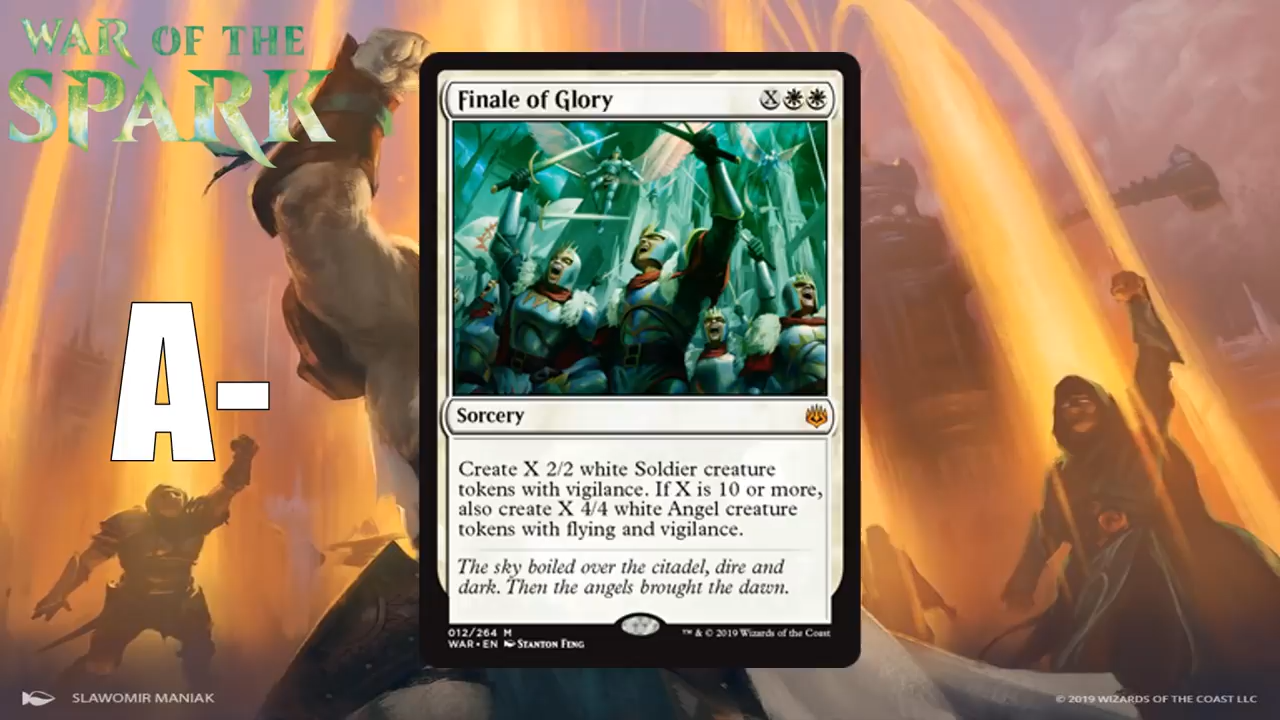 WAR OF THE
SPARK
A-
Finale of Glory X
Sorcery
Create X 2/2 white Soldier creature
tokens with vigilance. If X is 10 or more,
also create X 4/4 white Angel creature
tokens with flying and vigilance.
The sky boiled over the citadel, dire and
dark. Then the angels brought the dawn.
012/264 M
WAR • EN STANTON FENG
™ & © 2019 Wizards of the Coast
SLAWOMIR MANIAK
© 2019 WIZARDS OF THE COAST LLC